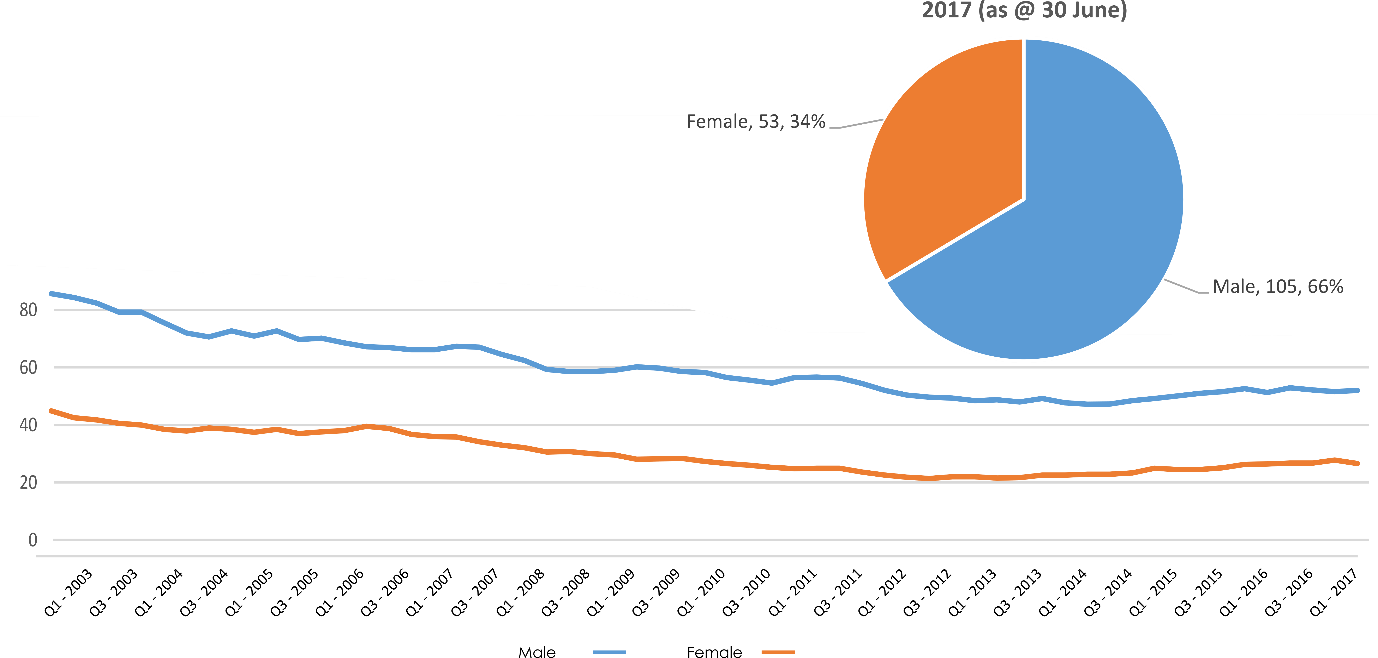 2017 (as @ 30 June)
Female, 53, 34%
Male, 105, 66%
80
60
40
20
0
Q1 - 2003
Q3 - 2003
Q1 - 2004
Q3 - 2004
Q1 - 2005
Q3 - 2005
Q1 - 2006
Q3 - 2006
Q1 - 2007
Q3 - 2007
Q1 - 2008
Q3 - 2008
Q1 - 2009
Q3 - 2009
Q1 - 2010
Q3 - 2010
Q1 - 2011
Q3 - 2011
Q1 - 2012
Q3 - 2012
Q1 - 2013
Q3 - 2013
Q1 - 2014
Q3 - 2014
Q1 - 2015
Q3 - 2015
Q1 - 2016
Q3 - 2016
Q1 - 2017
Male Female